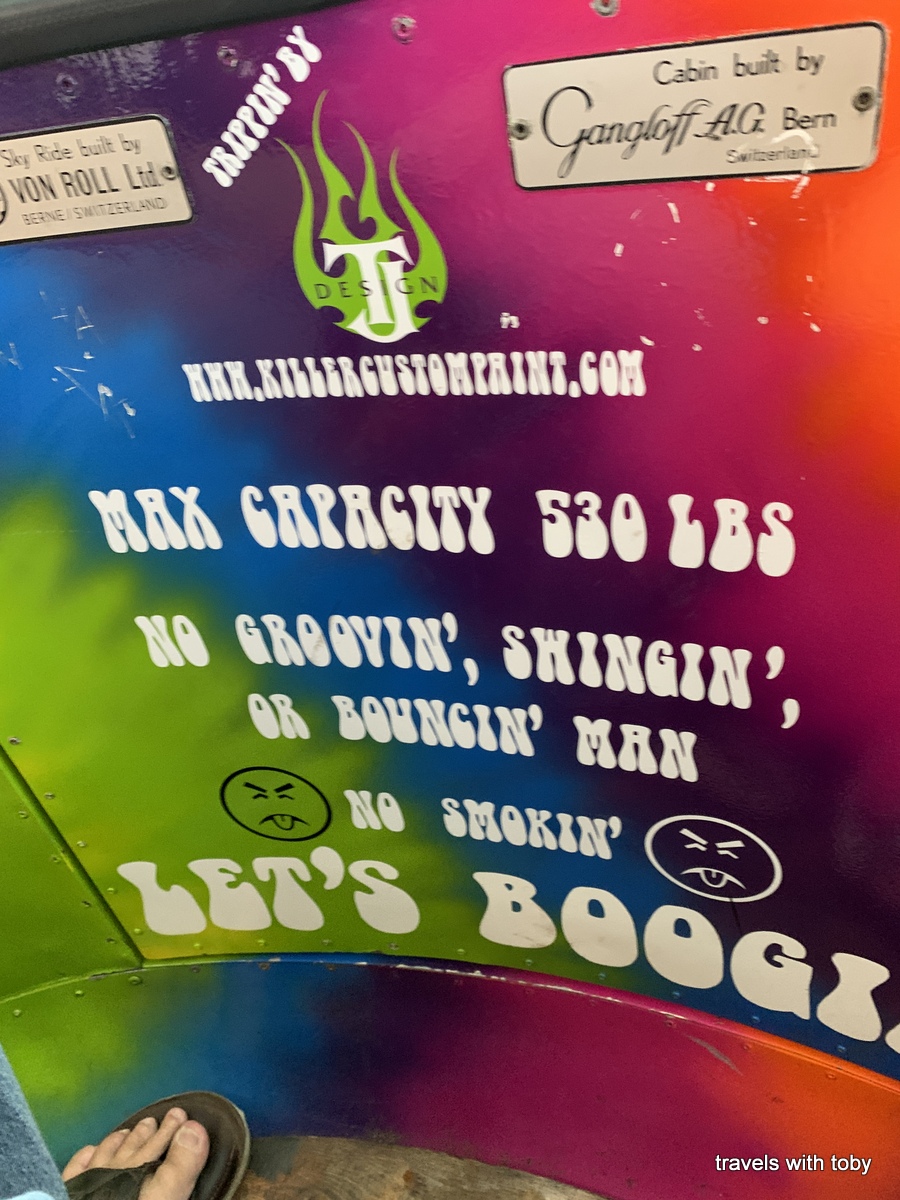 TRIPPIN' BY
Cabin built by
Gangloff A.G. Bern
Switzerland
Sky Ride built by
VON ROLL Ltd.
BERNE/SWITZERLAND
TJ
DESIGN
WWW.KILLERCUSTOMPAINT.COM
MAX CAPACITY 530 LBS
NO GROOVIN', SWINGIN',
OR BOUNCIN' MAN
NO SMOKIN'
LET'S BOOGI
travels with toby